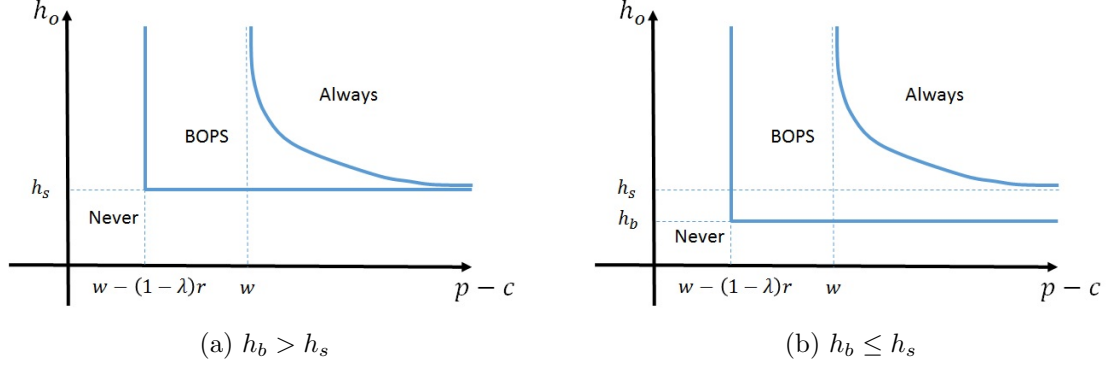 h_o
Always
BOPS
h_s
Never
w − (1 − λ)r
w
p − c
(a) h_b > h_s
h_o
Always
BOPS
h_s
h_b
Never
w − (1 − λ)r
w
p − c
(b) h_b ≤ h_s